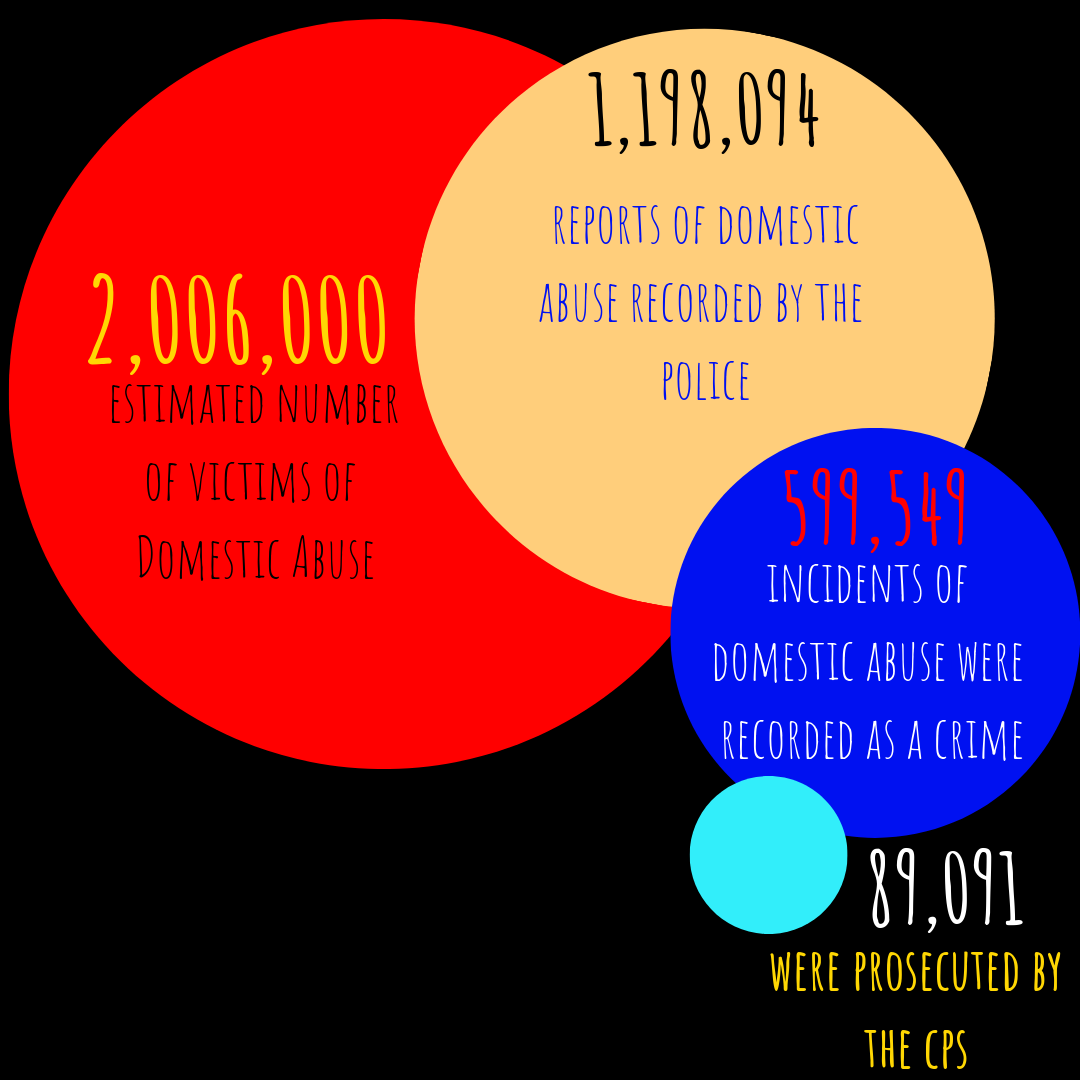 2,006,000
ESTIMATED NUMBER
OF VICTIMS OF
DOMESTIC ABUSE
1,198,094
REPORTS OF DOMESTIC
ABUSE RECORDED BY THE
POLICE
599,549
INCIDENTS OF
DOMESTIC ABUSE WERE
RECORDED AS A CRIME
89,091
WERE PROSECUTED BY
THE CPS